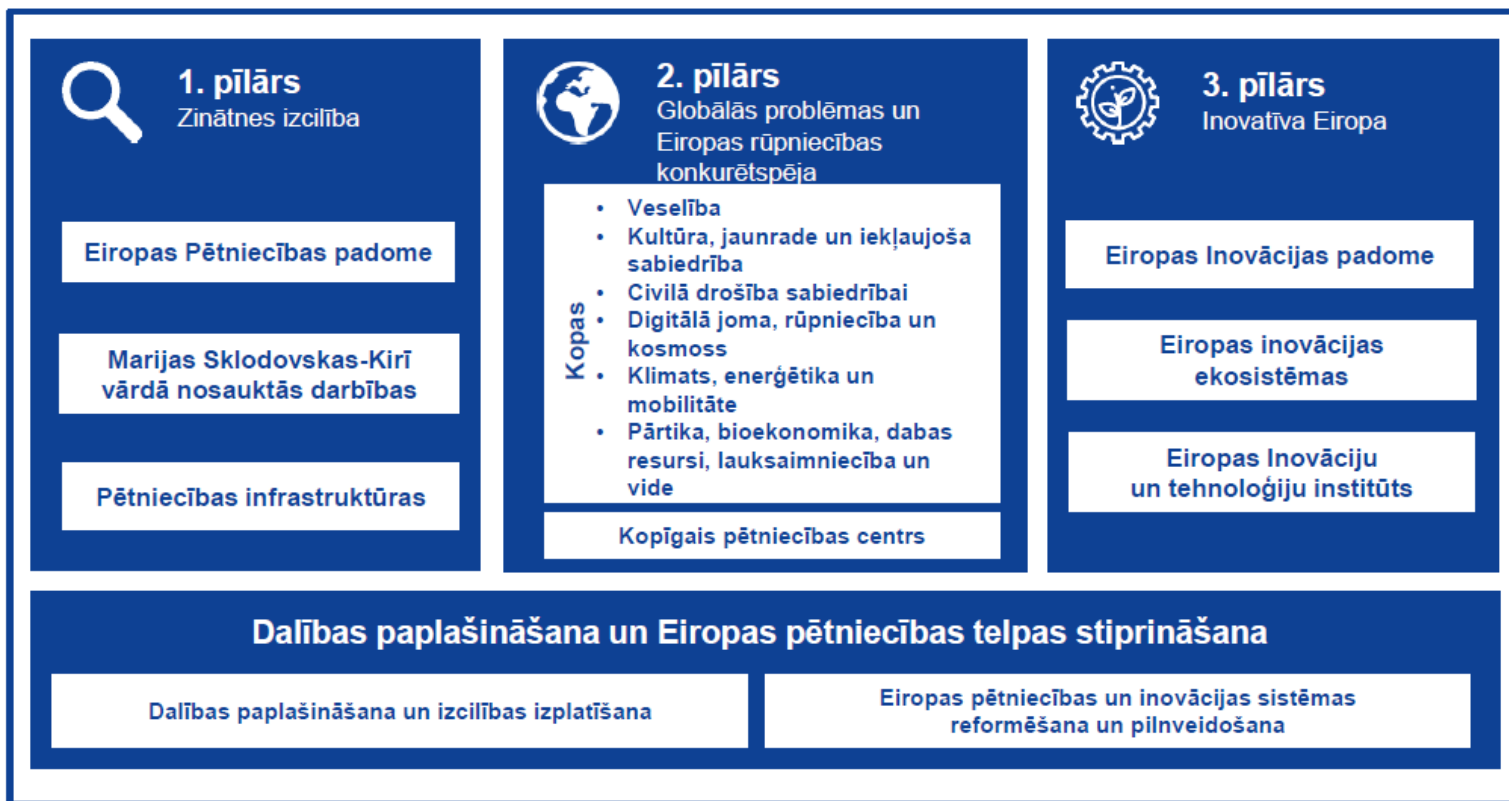 1. pīlārs
Zinātnes izcilība
Eiropas Pētniecības padome
Marijas Sklodovskas-Kirī
vārdā nosauktās darbības
Pētniecības infrastruktūras
2. pīlārs
Globālās problēmas un
Eiropas rūpniecības
konkurētspēja
Kopas
• Veselība
• Kultūra, jaunrade un iekļaujoša
sabiedrība
• Civilā drošība sabiedrībai
• Digitālā joma, rūpniecība un
kosmoss
• Klimats, enerģētika un
mobilitāte
• Pārtika, bioekonomika, dabas
resursi, lauksaimniecība un
vide
Kopīgais pētniecības centrs
3. pīlārs
Inovatīva Eiropa
Eiropas Inovācijas padome
Eiropas inovācijas
ekosistēmas
Eiropas Inovāciju
un tehnoloģiju institūts
Dalības paplašināšana un Eiropas pētniecības telpas stiprināšana
Dalības paplašināšana un izcilības izplatīšana
Eiropas pētniecības un inovācijas sistēmas
reformēšana un pilnveidošana